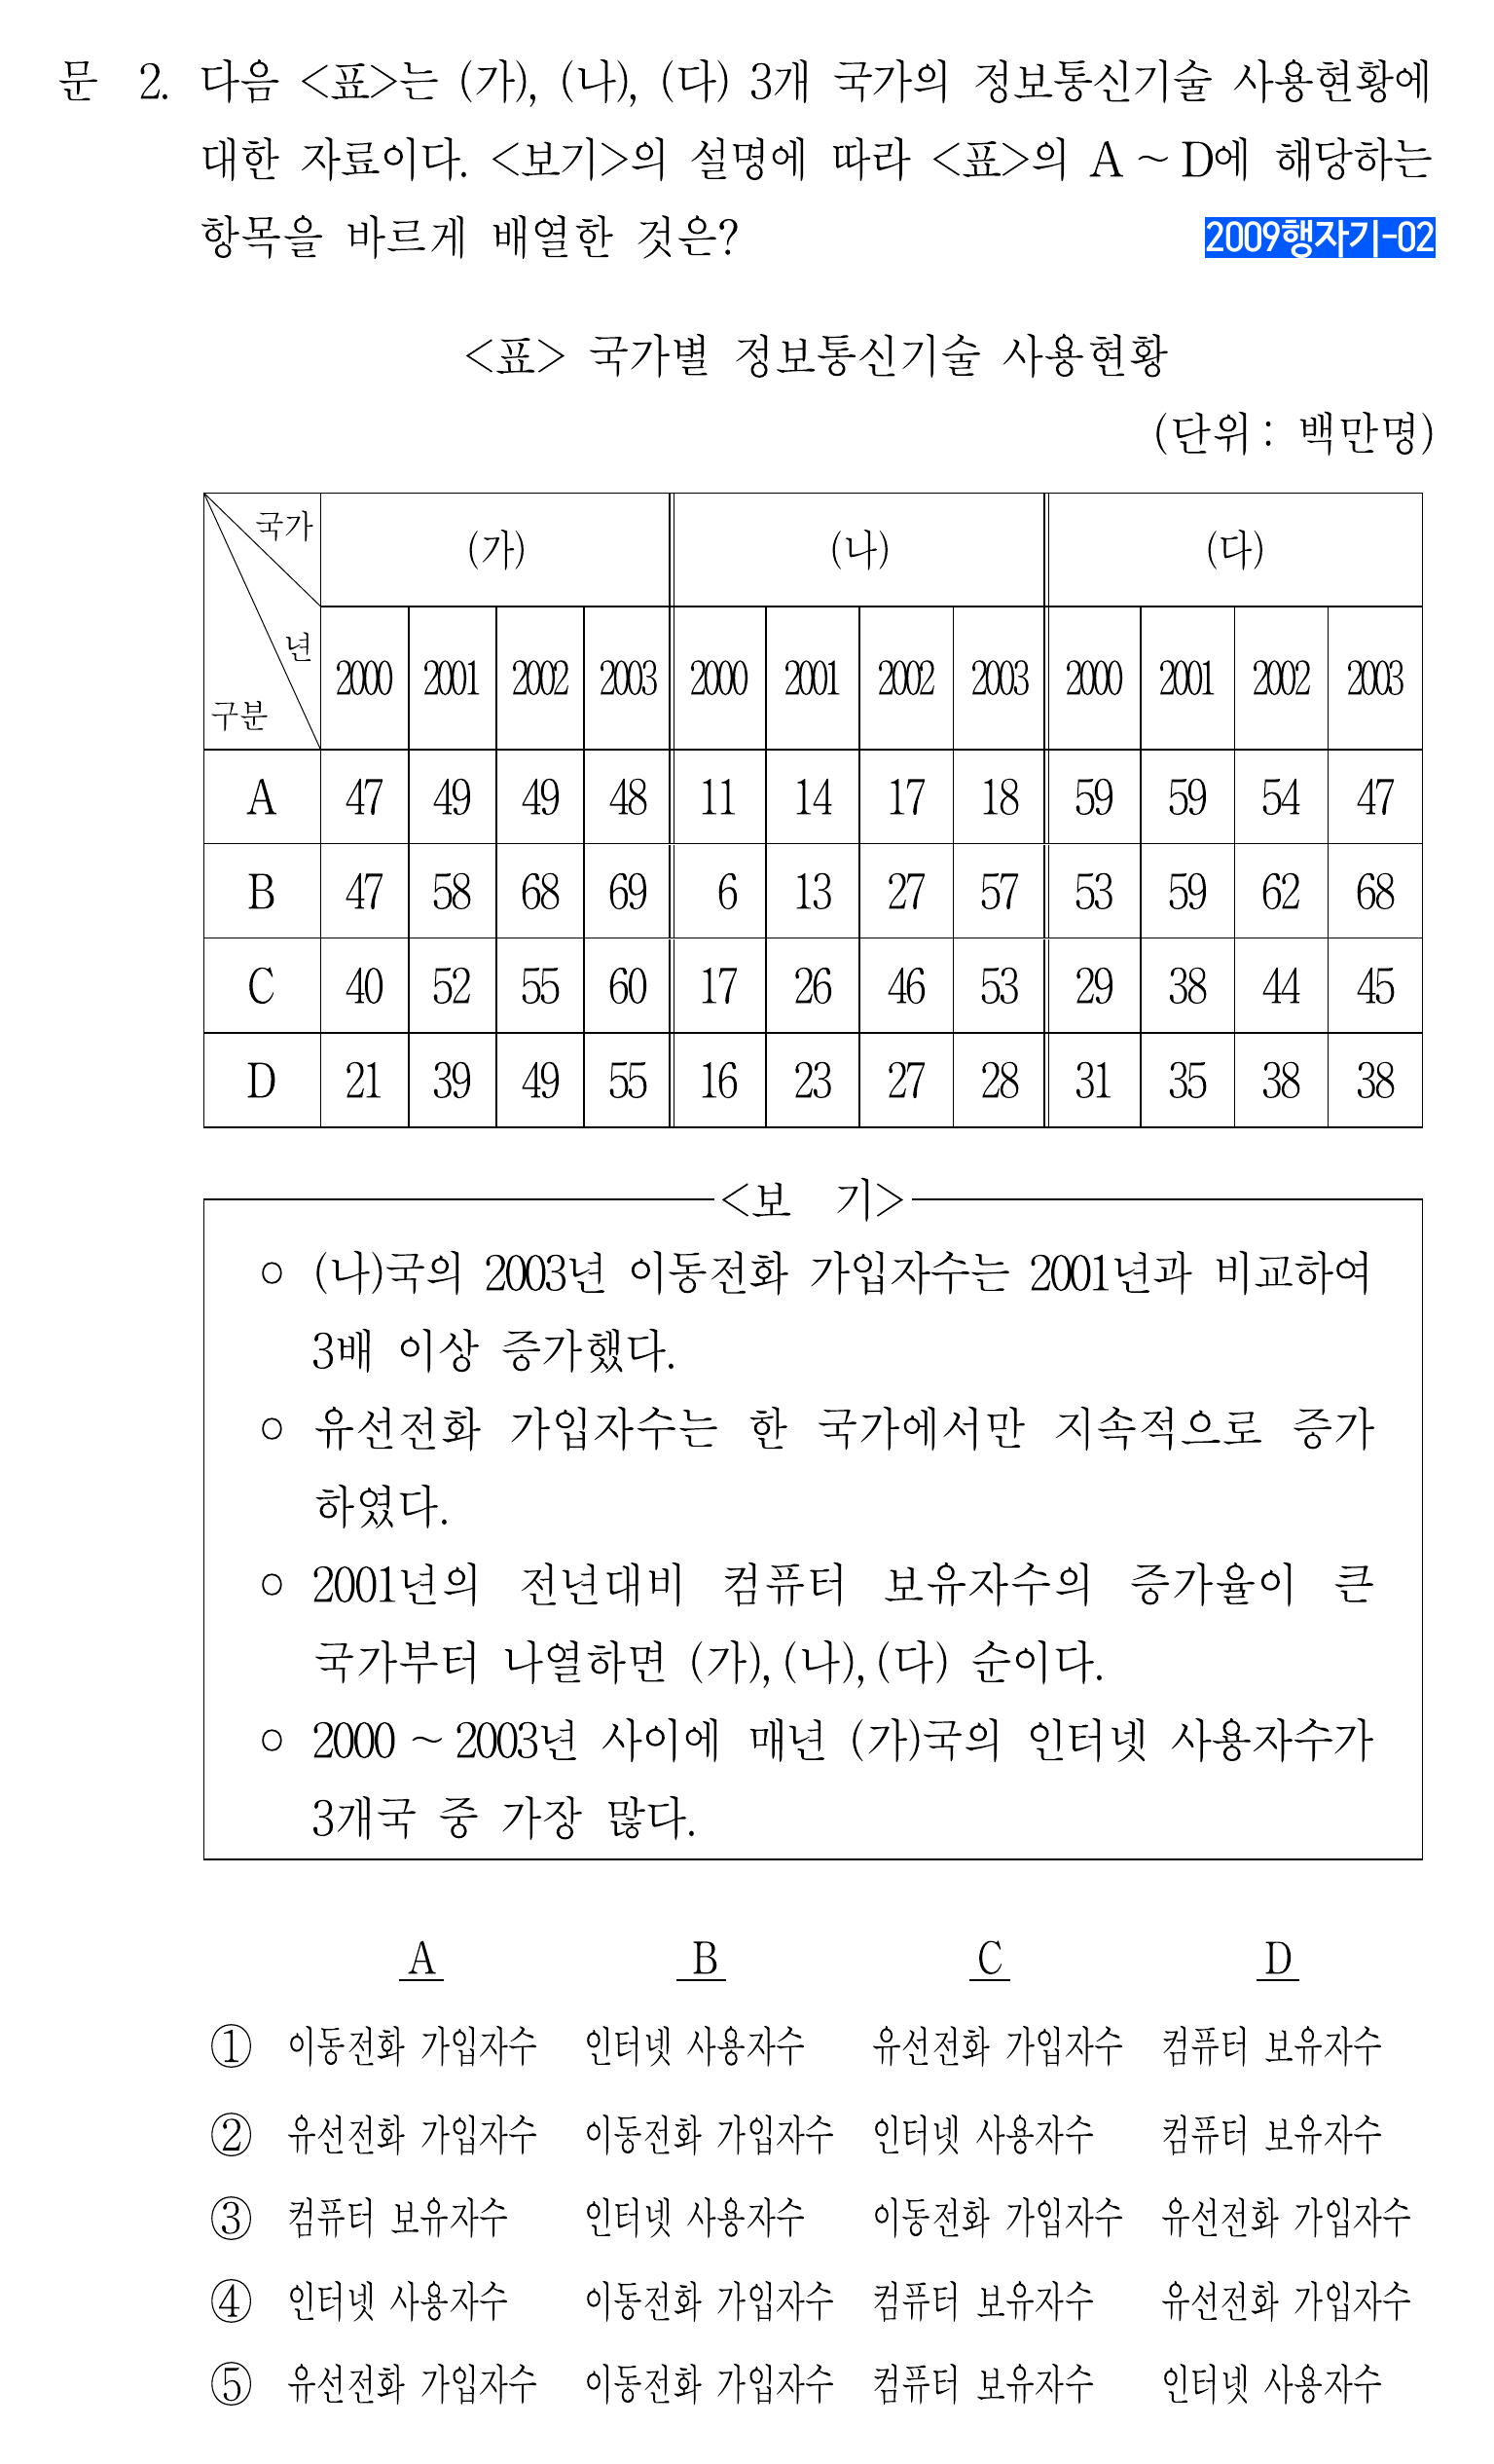 문 2. 다음 <표>는 (가), (나), (다) 3개 국가의 정보통신기술 사용현황에
대한 자료이다. <보기>의 설명에 따라 <표>의 A ~ D에 해당하는
항목을 바르게 배열한 것은?
2009행자기-02
<표> 국가별 정보통신기술 사용현황
(단위 : 백만명)
국가 (가) (나) (다)
년
구분 2000 2001 2002 2003 2000 2001 2002 2003 2000 2001 2002 2003
A 47 49 49 48 11 14 17 18 59 59 54 47
B 47 58 68 69 6 13 27 57 53 59 62 68
C 40 52 55 60 17 26 46 53 29 38 44 45
D 21 39 49 55 16 23 27 28 31 35 38 38
<보 기>
○ (나)국의 2003년 이동전화 가입자수는 2001년과 비교하여
3배 이상 증가했다.
○ 유선전화 가입자수는 한 국가에서만 지속적으로 증가
하였다.
○ 2001년의 전년대비 컴퓨터 보유자수의 증가율이 큰
국가부터 나열하면 (가), (나), (다) 순이다.
○ 2000 ~ 2003년 사이에 매년 (가)국의 인터넷 사용자수가
3개국 중 가장 많다.
A B C D
① 이동전화 가입자수 인터넷 사용자수 유선전화 가입자수 컴퓨터 보유자수
② 유선전화 가입자수 이동전화 가입자수 인터넷 사용자수 컴퓨터 보유자수
③ 컴퓨터 보유자수 인터넷 사용자수 이동전화 가입자수 유선전화 가입자수
④ 인터넷 사용자수 이동전화 가입자수 컴퓨터 보유자수 유선전화 가입자수
⑤ 유선전화 가입자수 이동전화 가입자수 컴퓨터 보유자수 인터넷 사용자수